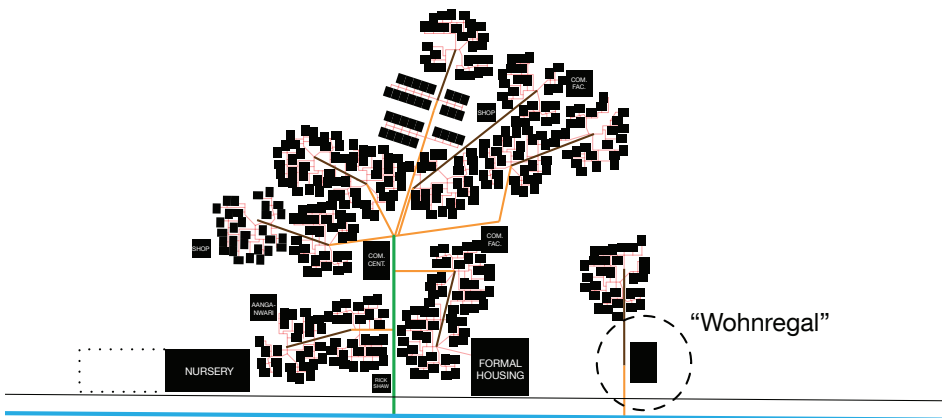 COM.
FAC.
SHOP
SHOP
COM.
FAC.
COM.
CENT.
AANGA-
NWARI
“Wohnregal”
NURSERY
FORMAL
HOUSING
RICK
SHAW